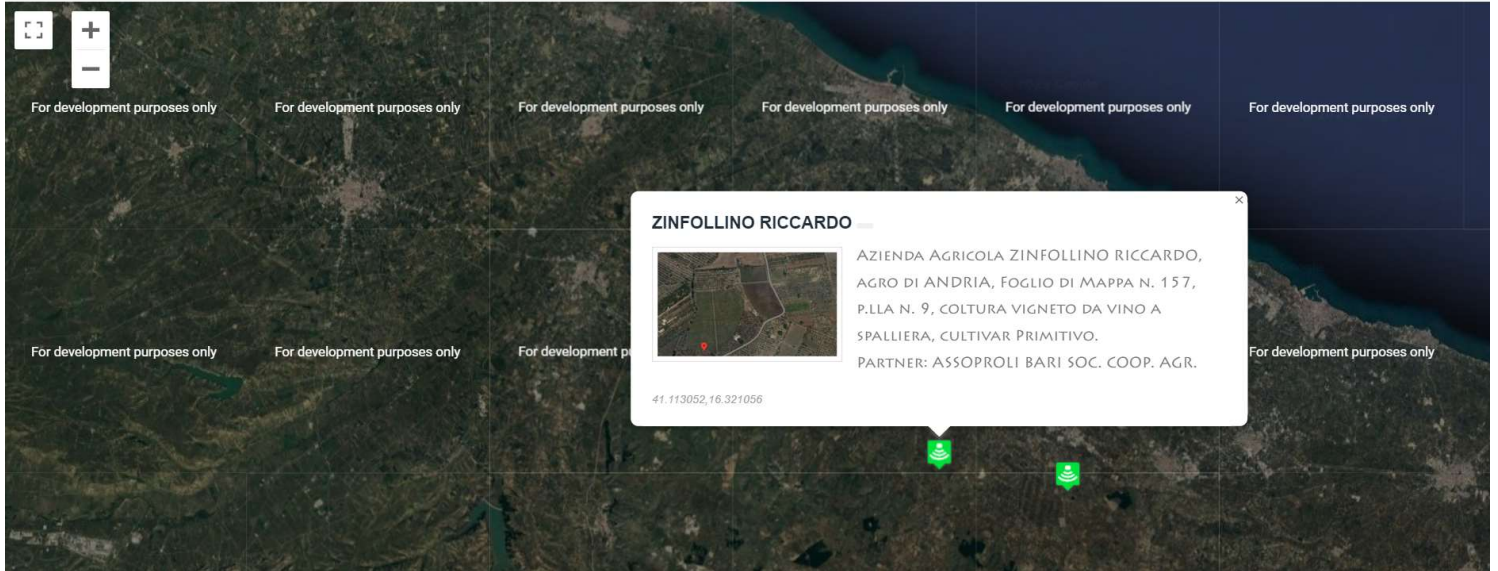 For development purposes only For development purposes only For development purposes only For development purposes only For development purposes only For development purposes only
ZINFOLLINO RICCARDO
AZIENDA AGRICOLA ZINFOLLINO RICCARDO,
AGRO DI ANDRIA, FOGLIO DI MAPPA N. 157,
P.LLA N. 9, COLTURA VIGNETO DA VINO A
SPALLIERA, CULTIVAR PRIMITIVO.
PARTNER: ASSOPROLI BARI SOC. COOP. AGR.
For development purposes only For development purposes only For development For development purposes only
41.113052,16.321056